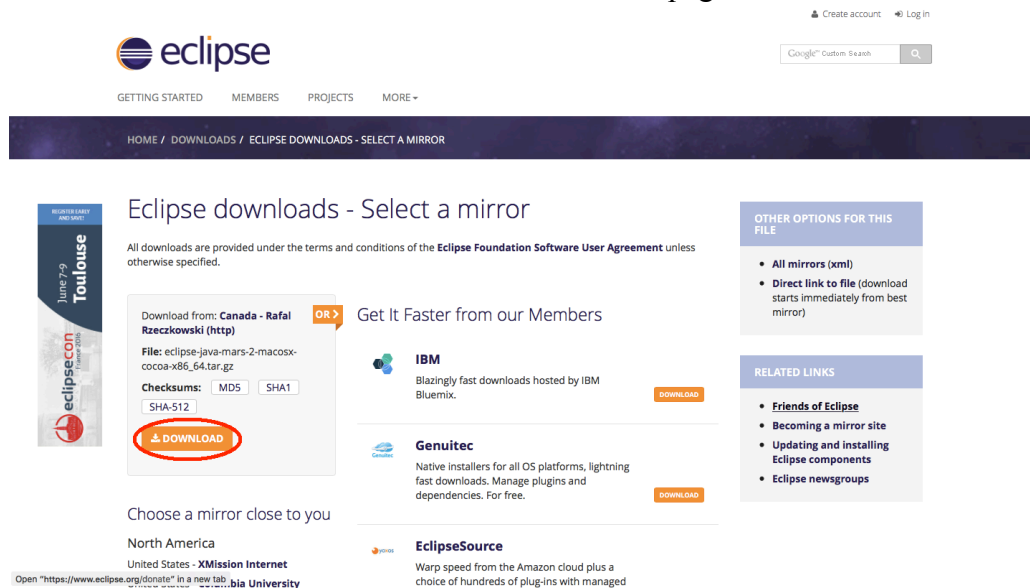 Create account Log in
eclipse
Google™ Custom Search
GETTING STARTED MEMBERS PROJECTS MORE
HOME / DOWNLOADS / ECLIPSE DOWNLOADS - SELECT A MIRROR
REGISTER EARLY
AND SAVE!
June 7-9
Toulouse
eclipsecon
France 2016
Eclipse downloads - Select a mirror
All downloads are provided under the terms and conditions of the Eclipse Foundation Software User Agreement unless
otherwise specified.
Download from: Canada - Rafal
Rzeczkowski (http)
File: eclipse-java-mars-2-macosx-
cocoa-x86_64.tar.gz
Checksums: MD5 SHA1
SHA-512
DOWNLOAD
OR >
Get It Faster from our Members
IBM
Blazingly fast downloads hosted by IBM
Bluemix.
DOWNLOAD
Genuitec
Genuitec
Native installers for all OS platforms, lightning
fast downloads. Manage plugins and
dependencies. For free.
DOWNLOAD
EclipseSource
Warp speed from the Amazon cloud plus a
choice of hundreds of plug-ins with managed
Choose a mirror close to you
North America
United States - XMission Internet
United States - Columbia University
Open "https://www.eclipse.org/donate" in a new tab
OTHER OPTIONS FOR THIS
FILE
All mirrors (xml)
Direct link to file (download
starts immediately from best
mirror)
RELATED LINKS
Friends of Eclipse
Becoming a mirror site
Updating and installing
Eclipse components
Eclipse newsgroups